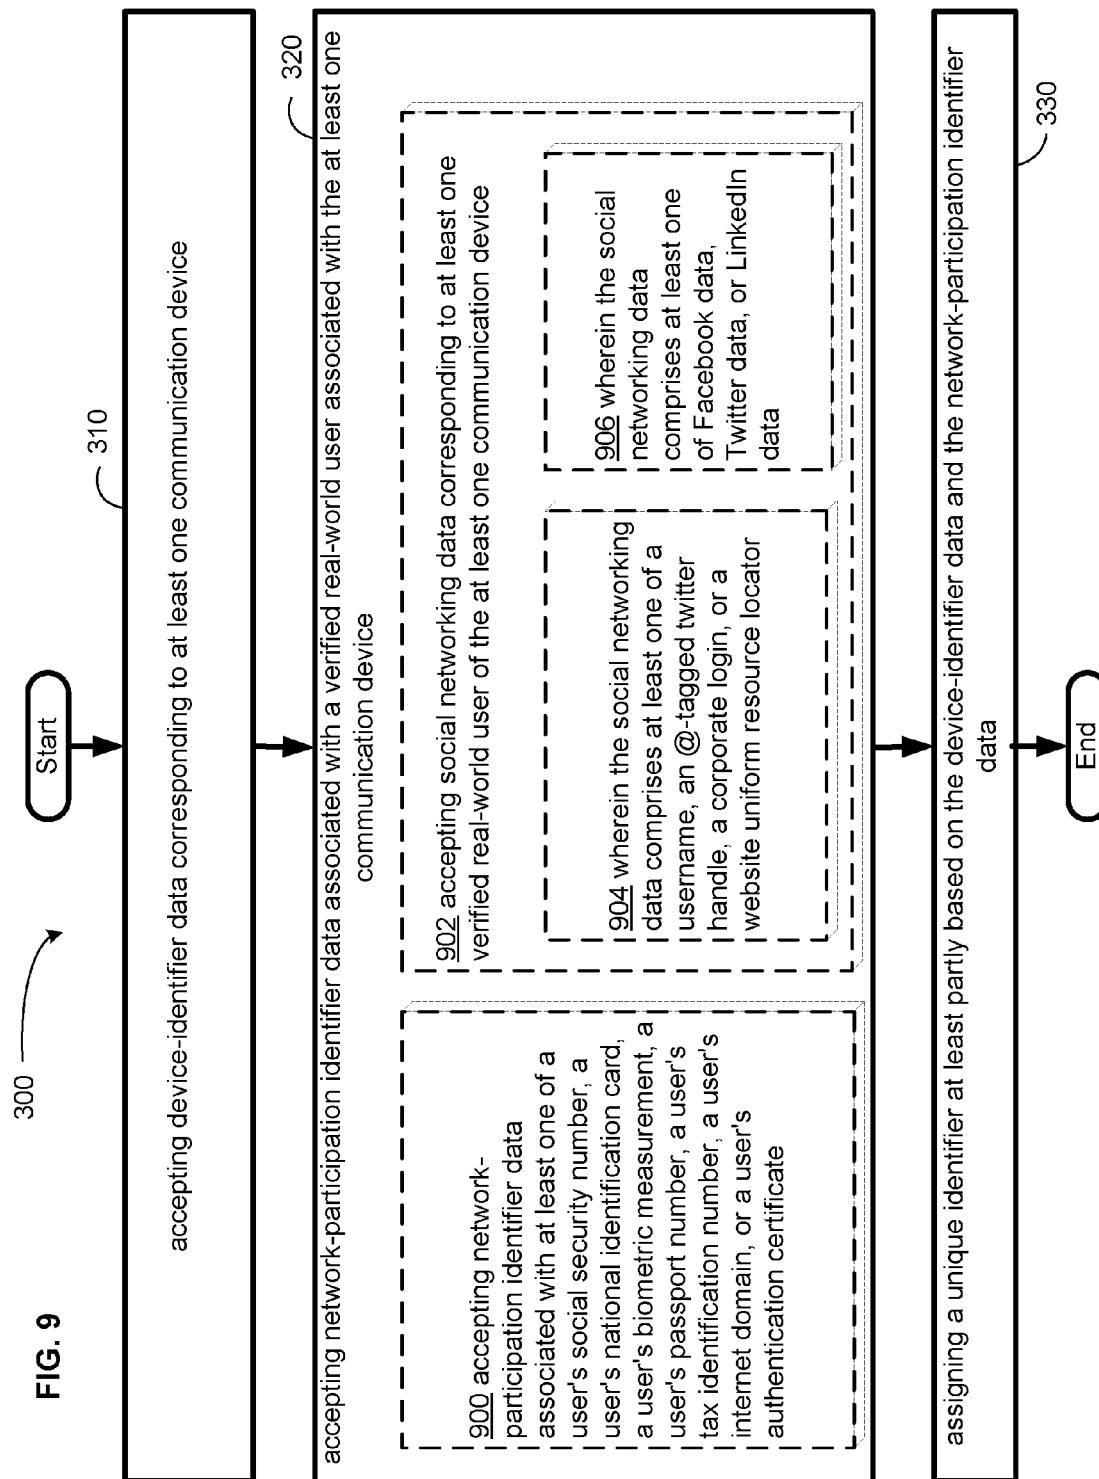 FIG. 9
300
Start
310
accepting device-identifier data corresponding to at least one communication device
320
accepting network-participation identifier data associated with a verified real-world user associated with the at least one
communication device
900 accepting network-
participation identifier data
associated with at least one of a
user's social security number, a
user's national identification card,
a user's biometric measurement, a
user's passport number, a user's
tax identification number, a user's
internet domain, or a user's
authentication certificate
902 accepting social networking data corresponding to at least one
verified real-world user of the at least one communication device
904 wherein the social networking
data comprises at least one of a
username, an @-tagged twitter
handle, a corporate login, or a
website uniform resource locator
906 wherein the social
networking data
comprises at least one
of Facebook data,
Twitter data, or LinkedIn
data
330
assigning a unique identifier at least partly based on the device-identifier data and the network-participation identifier
data
End